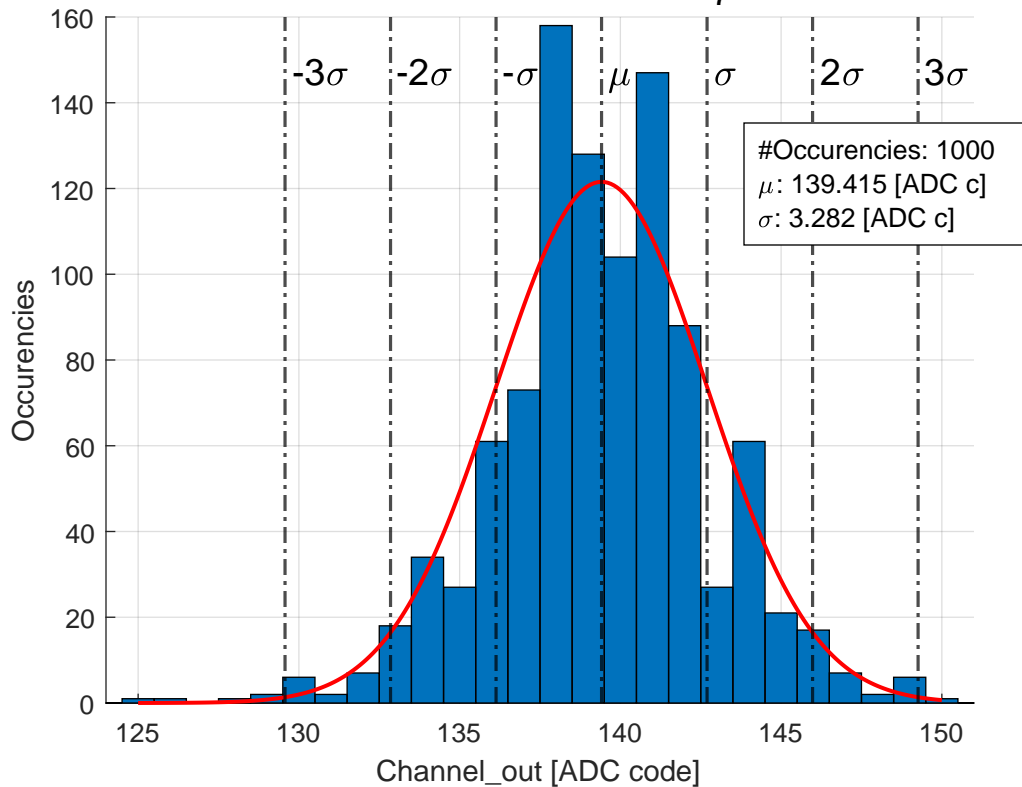 160
140
120
100
80
60
40
20
0
Occurencies
-3σ
-2σ
-σ
μ
σ
2σ
3σ
#Occurencies: 1000
μ: 139.415 [ADC c]
σ: 3.282 [ADC c]
125
130
135
140
145
150
Channel_out [ADC code]